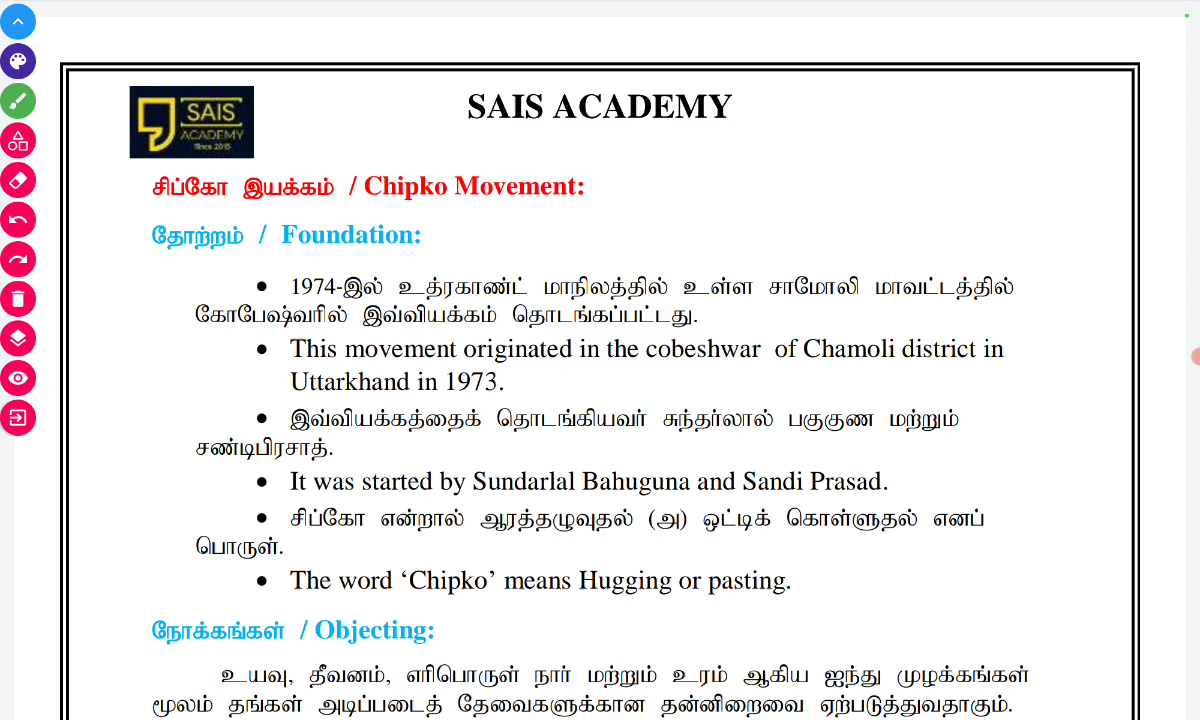 SAIS
ACADEMY
Since 2015
SAIS ACADEMY
சிப்கோ இயக்கம் / Chipko Movement:
தோற்றம் / Foundation:
• 1974-இல் உத்ரகாண்ட் மாநிலத்தில் உள்ள சாமோலி மாவட்டத்தில்
கோபேஷ்வரில் இவ்வியக்கம் தொடங்கப்பட்டது.
• This movement originated in the cobeshwar of Chamoli district in
Uttarkhand in 1973.
• இவ்வியக்கத்தைக் தொடங்கியவர் சுந்தர்லால் பகுகுண மற்றும்
சண்டிபிரசாத்.
• It was started by Sundarlal Bahuguna and Sandi Prasad.
• சிப்கோ என்றால் ஆரத்தழுவுதல் (அ) ஒட்டிக் கொள்ளுதல் எனப்
பொருள்.
• The word ‘Chipko’ means Hugging or pasting.
நோக்கங்கள் / Objecting:
உயவு, தீவனம், எரிபொருள் நார் மற்றும் உரம் ஆகிய ஐந்து முழக்கங்கள்
மூலம் தங்கள் அடிப்படைத் தேவைகளுக்கான தன்னிறைவை ஏற்படுத்துவதாகும்.